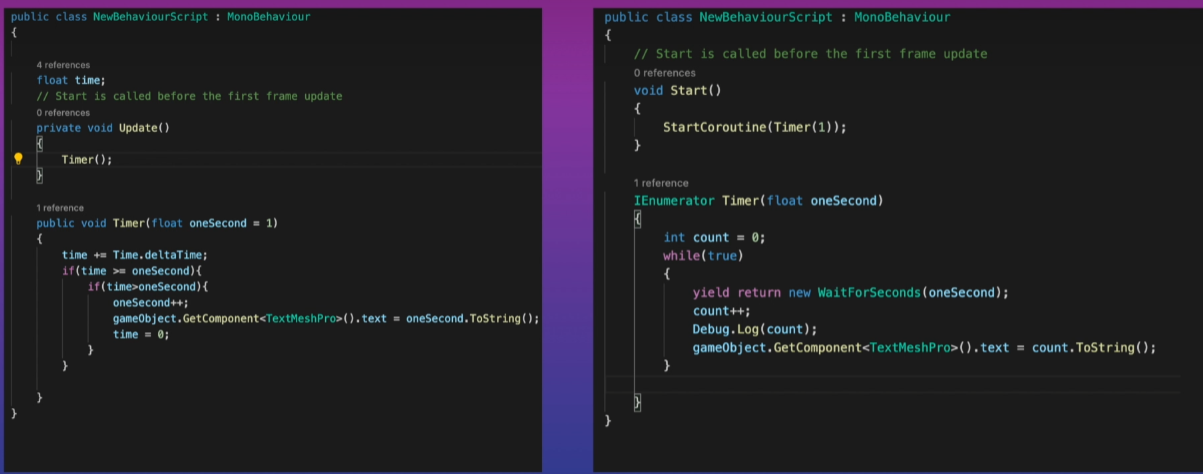 public class NewBehaviourScript : MonoBehaviour
{
4 references
float time;
// Start is called before the first frame update
0 references
private void Update()
{
Timer();
}
1 reference
public void Timer(float oneSecond = 1)
{
time += Time.deltaTime;
if(time >= oneSecond){
if(time>oneSecond){
oneSecond++;
gameObject.GetComponent<TextMeshPro>().text = oneSecond.ToString();
time = 0;
}
}
}
}
public class NewBehaviourScript : MonoBehaviour
{
// Start is called before the first frame update
0 references
void Start()
{
StartCoroutine(Timer(1));
}
1 reference
IEnumerator Timer(float oneSecond)
{
int count = 0;
while(true)
{
yield return new WaitForSeconds(oneSecond);
count++;
Debug.Log(count);
gameObject.GetComponent<TextMeshPro>().text = count.ToString();
}
}
}